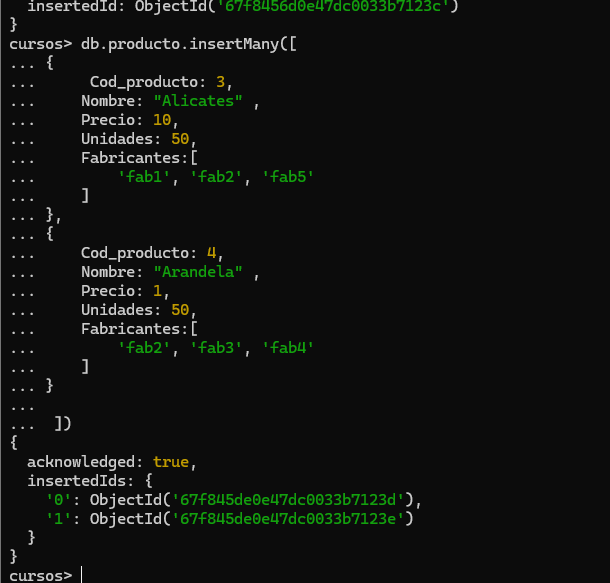 insertedId: ObjectId('67f8456d0e47dc0033b7123c')
}
cursos> db.producto.insertMany([
... {
...      Cod_producto: 3,
...     Nombre: "Alicates" ,
...     Precio: 10,
...     Unidades: 50,
...     Fabricantes:[
...         'fab1', 'fab2', 'fab5'
...     ]
... },
... {
...     Cod_producto: 4,
...     Nombre: "Arandela" ,
...     Precio: 1,
...     Unidades: 50,
...     Fabricantes:[
...         'fab2', 'fab3', 'fab4'
...     ]
... }
...
...  ])
{
  acknowledged: true,
  insertedIds: {
    '0': ObjectId('67f845de0e47dc0033b7123d'),
    '1': ObjectId('67f845de0e47dc0033b7123e')
  }
}
cursos>